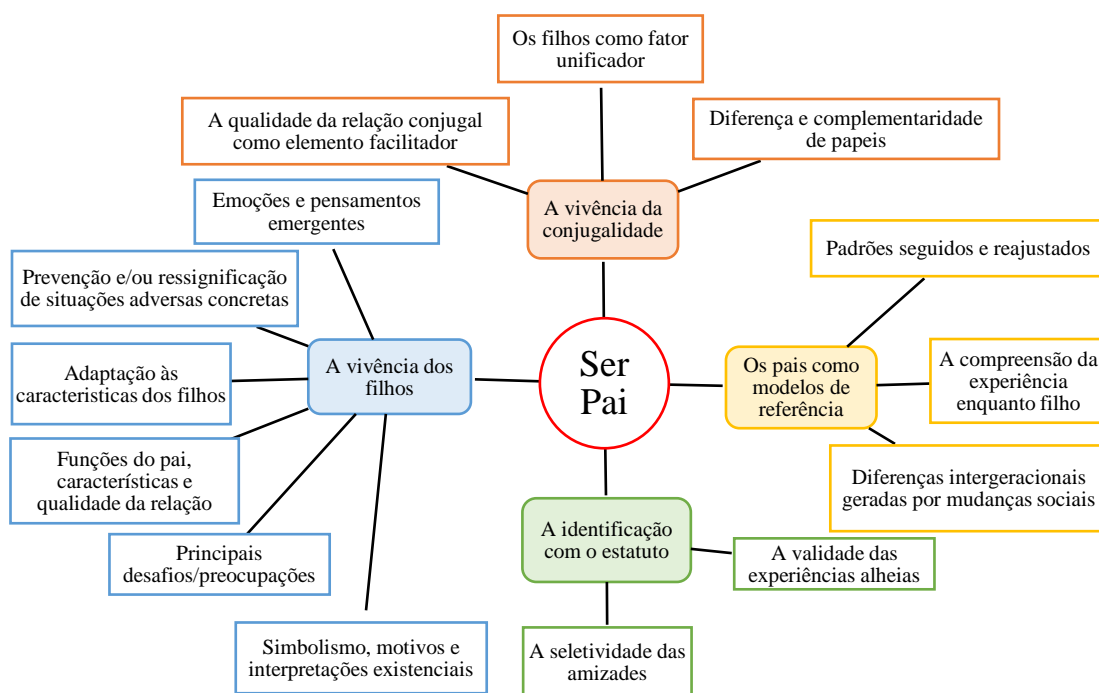 Os filhos como fator
unificador
A qualidade da relação conjugal
como elemento facilitador
Diferença e complementaridade
de papeis
Emoções e pensamentos
emergentes
A vivência da
conjugalidade
Padrões seguidos e reajustados
Prevenção e/ou ressignificação
de situações adversas concretas
Adaptação às
caracteristicas dos filhos
A vivência dos
filhos
Ser
Pai
Os pais como
modelos de
referência
A compreensão da
experiência
enquanto filho
Funções do pai,
características e
qualidade da relação
Diferenças intergeracionais
geradas por mudanças sociais
A identificação
com o estatuto
Principais
desafios/preocupações
A validade das
experiências alheias
Simbolismo, motivos e
interpretações existenciais
A seletividade das
amizades